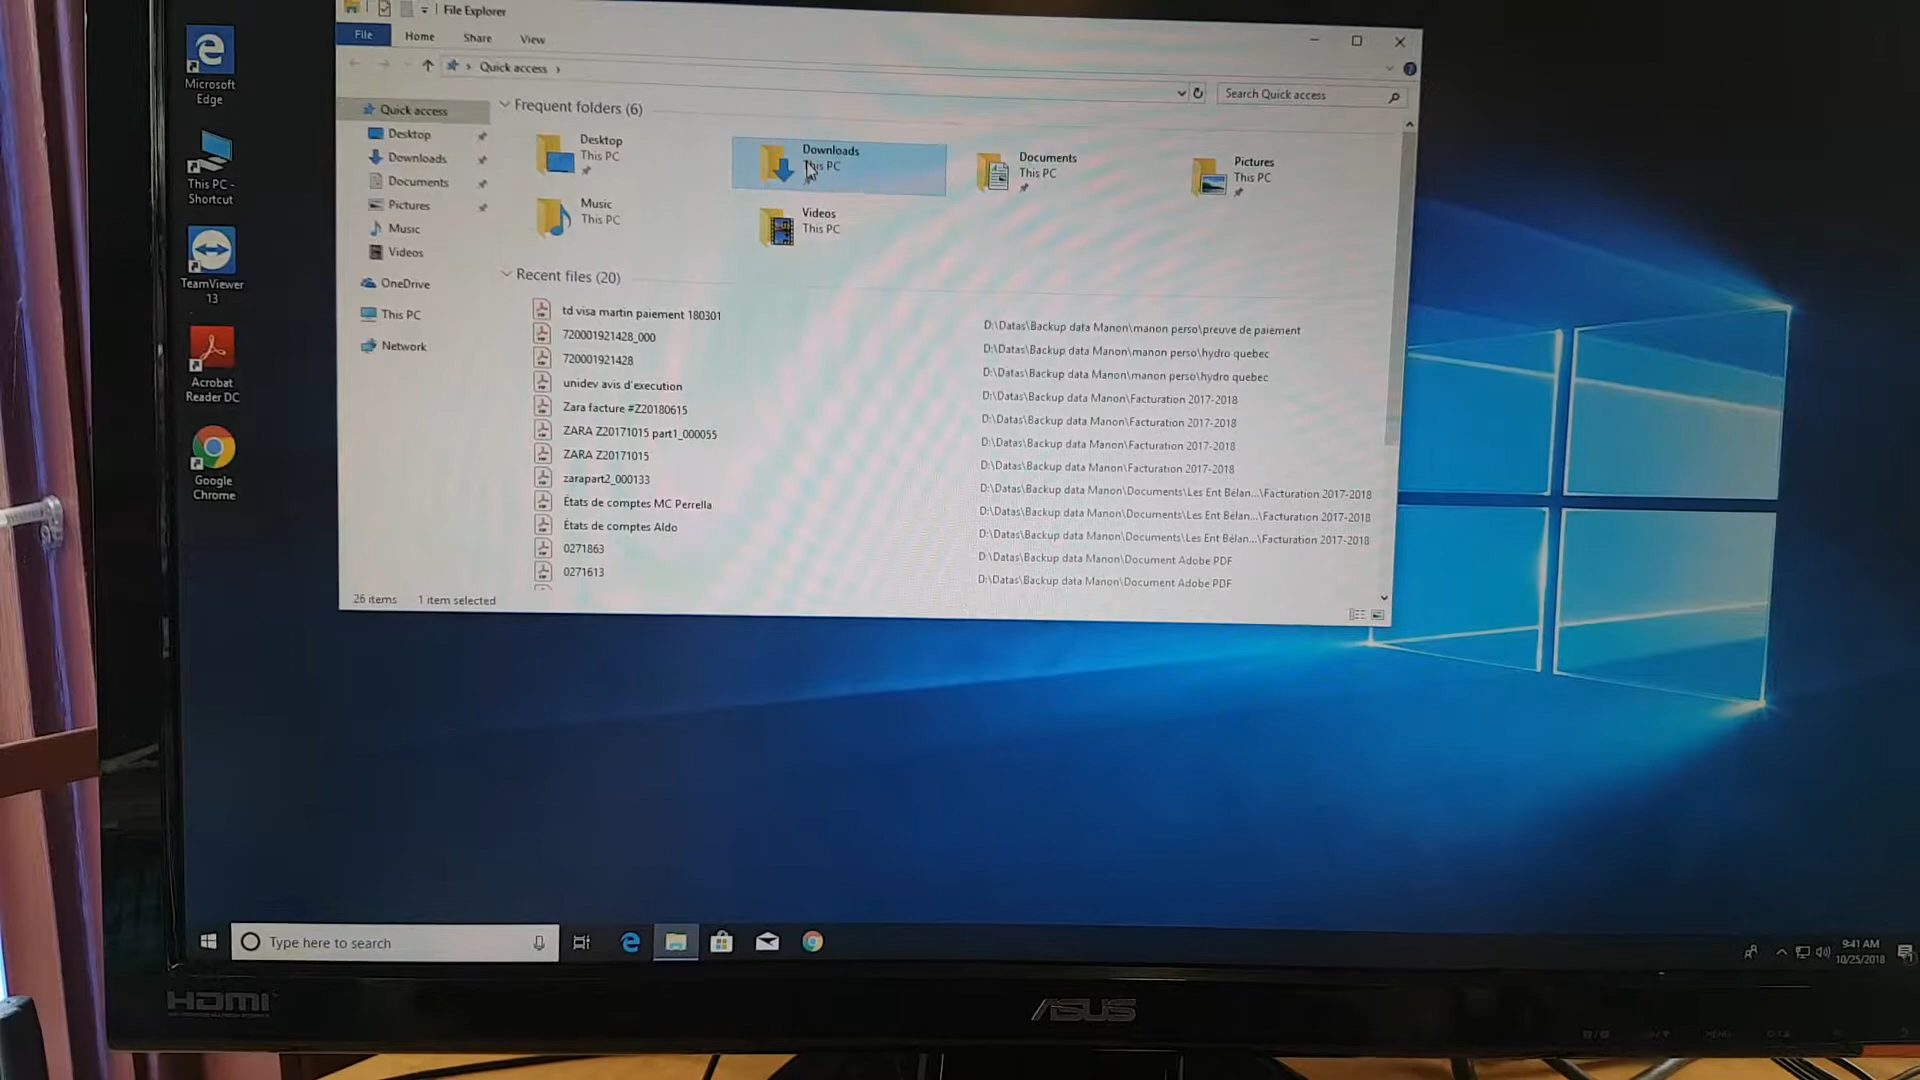 File Explorer
File
Home
Share
View
Quick access
Search Quick access
Quick access
Desktop
Downloads
Documents
Pictures
Music
Videos
OneDrive
This PC
Network
Frequent folders (6)
Desktop
This PC
Downloads
This PC
Documents
This PC
Pictures
This PC
Music
This PC
Videos
This PC
Recent files (20)
td visa martin paiement 180301
D:\Datas\Backup data Manon\manon perso\preuve de paiement
720001921428_000
D:\Datas\Backup data Manon\manon perso\hydro quebec
720001921428
D:\Datas\Backup data Manon\manon perso\hydro quebec
unidev avis d'execution
D:\Datas\Backup data Manon\Facturation 2017-2018
Zara facture #Z20180615
D:\Datas\Backup data Manon\Facturation 2017-2018
ZARA Z20171015 part1_000055
D:\Datas\Backup data Manon\Facturation 2017-2018
ZARA Z20171015
D:\Datas\Backup data Manon\Facturation 2017-2018
zarapart2_000133
D:\Datas\Backup data Manon\Documents\Les Ent Bélan...\Facturation 2017-2018
États de comptes MC Perrella
D:\Datas\Backup data Manon\Documents\Les Ent Bélan...\Facturation 2017-2018
États de comptes Aldo
D:\Datas\Backup data Manon\Documents\Les Ent Bélan...\Facturation 2017-2018
0271863
D:\Datas\Backup data Manon\Document Adobe PDF
0271613
D:\Datas\Backup data Manon\Document Adobe PDF
26 items
1 item selected
Microsoft
Edge
This PC -
Shortcut
TeamViewer
13
Acrobat
Reader DC
Google
Chrome
Type here to search
9:41 AM
10/25/2018
HDMI
ASUS
MENU